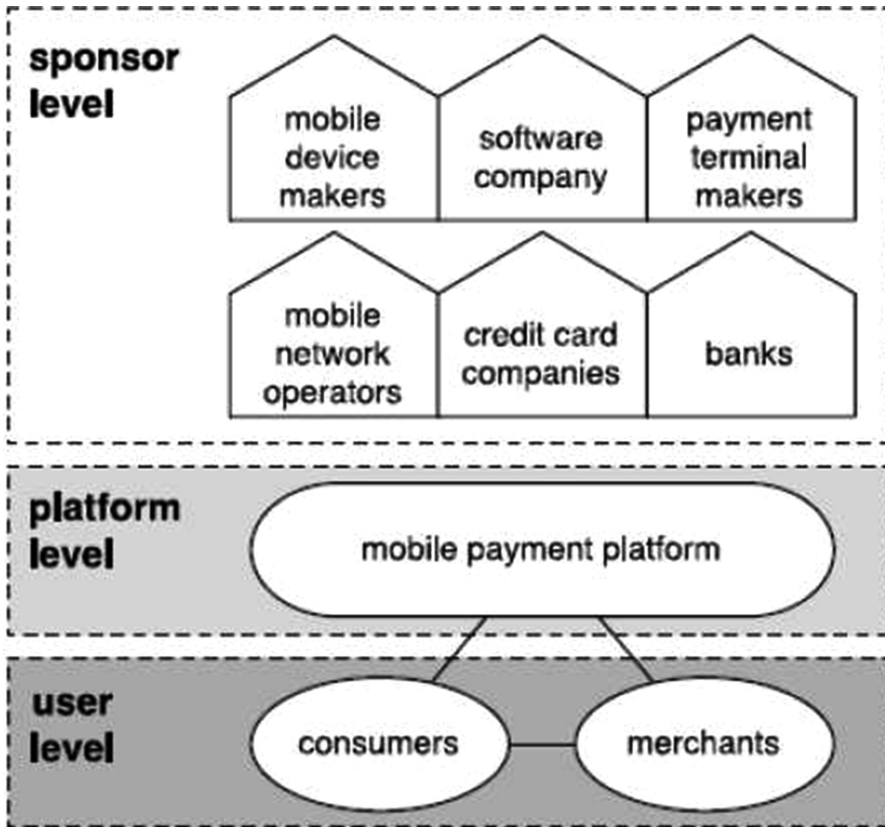 sponsor
level
mobile
device
makers
software
company
payment
terminal
makers
mobile
network
operators
credit card
companies
banks
platform
level
mobile payment platform
user
level
consumers
merchants